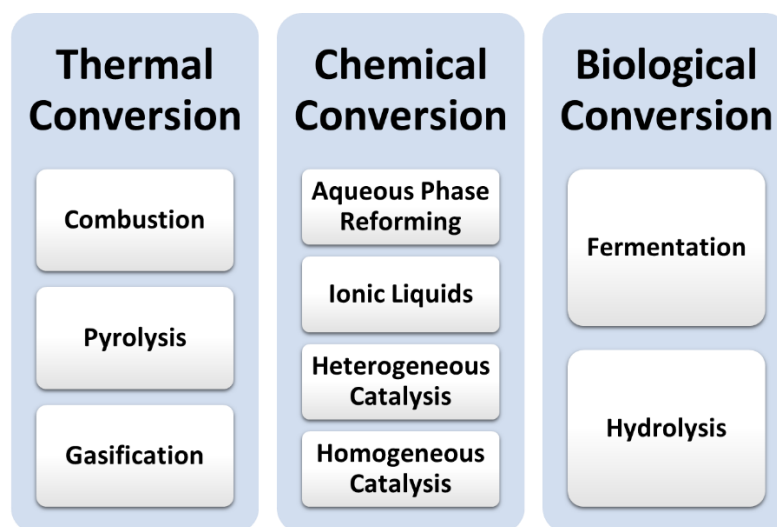 Thermal
Conversion
Combustion
Pyrolysis
Gasification
Chemical
Conversion
Aqueous Phase
Reforming
Ionic Liquids
Heterogeneous
Catalysis
Homogeneous
Catalysis
Biological
Conversion
Fermentation
Hydrolysis